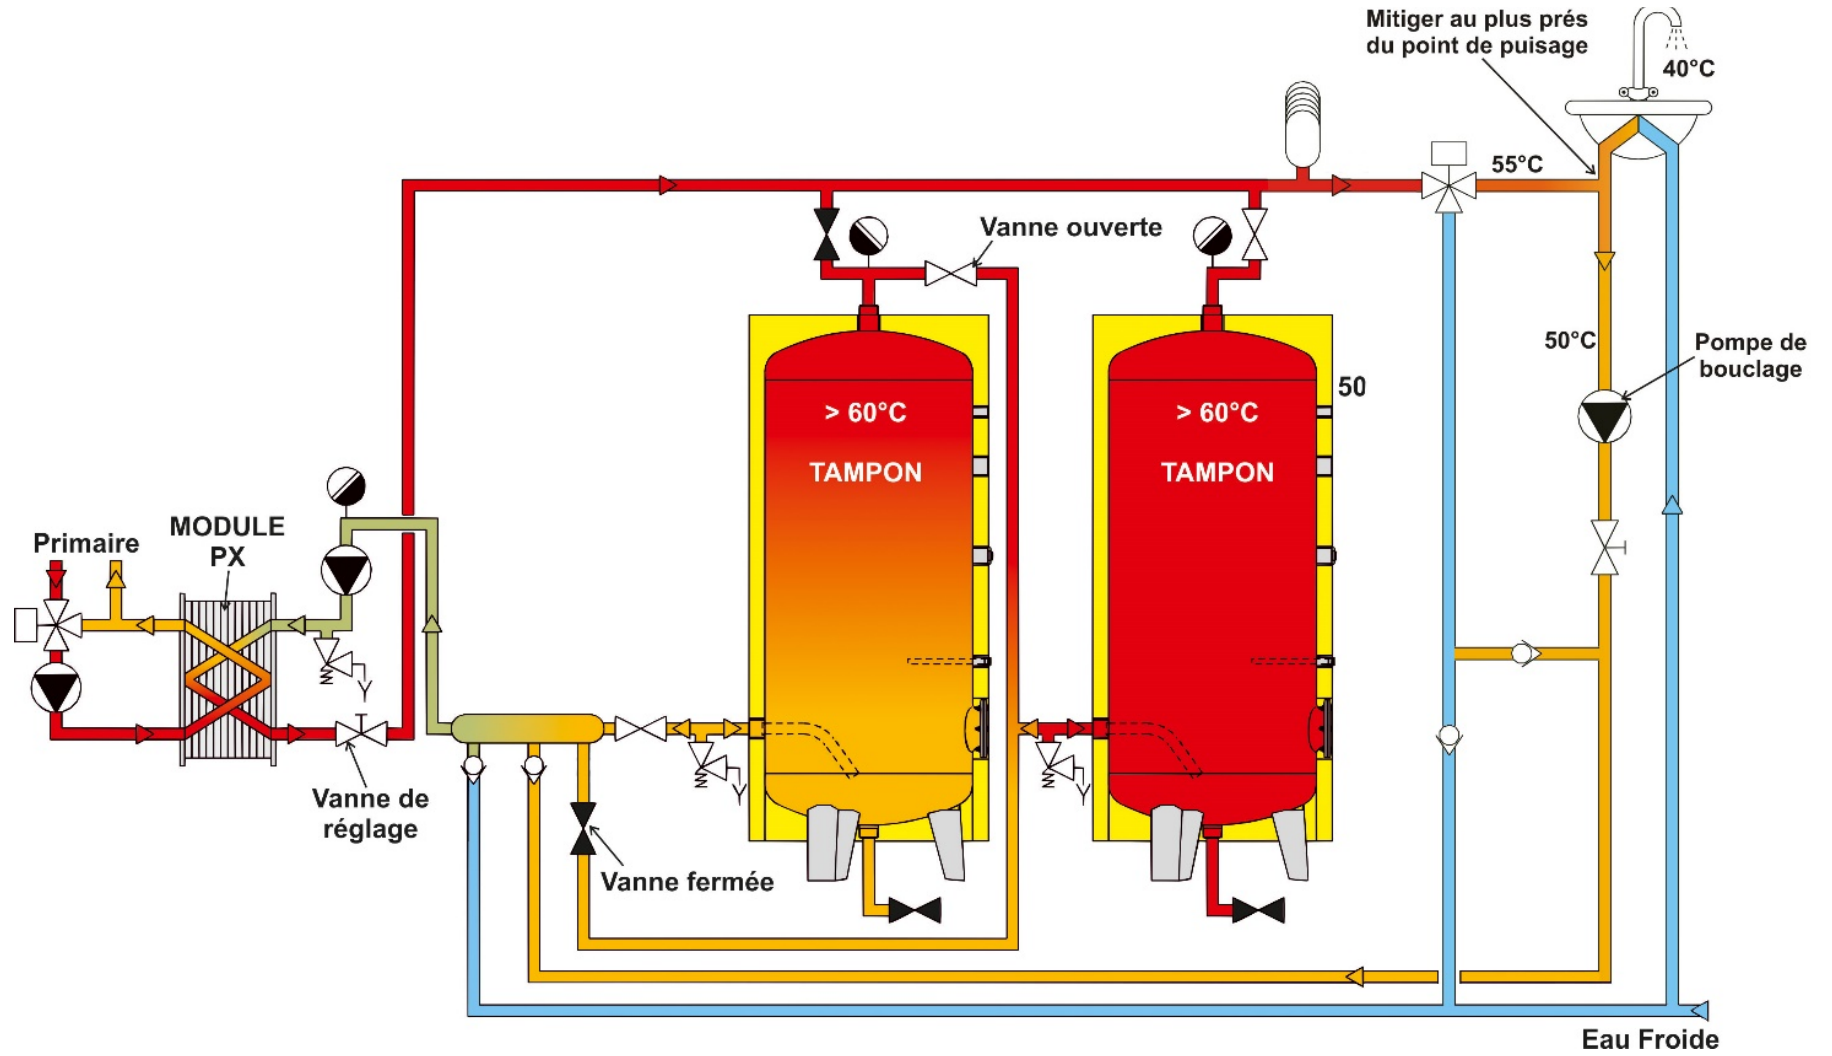 Mitiger au plus prés
du point de puisage
40°C
55°C
Vanne ouverte
50°C
Pompe de
bouclage
50
> 60°C
TAMPON
> 60°C
TAMPON
MODULE
PX
Primaire
Vanne de
réglage
Vanne fermée
Eau Froide